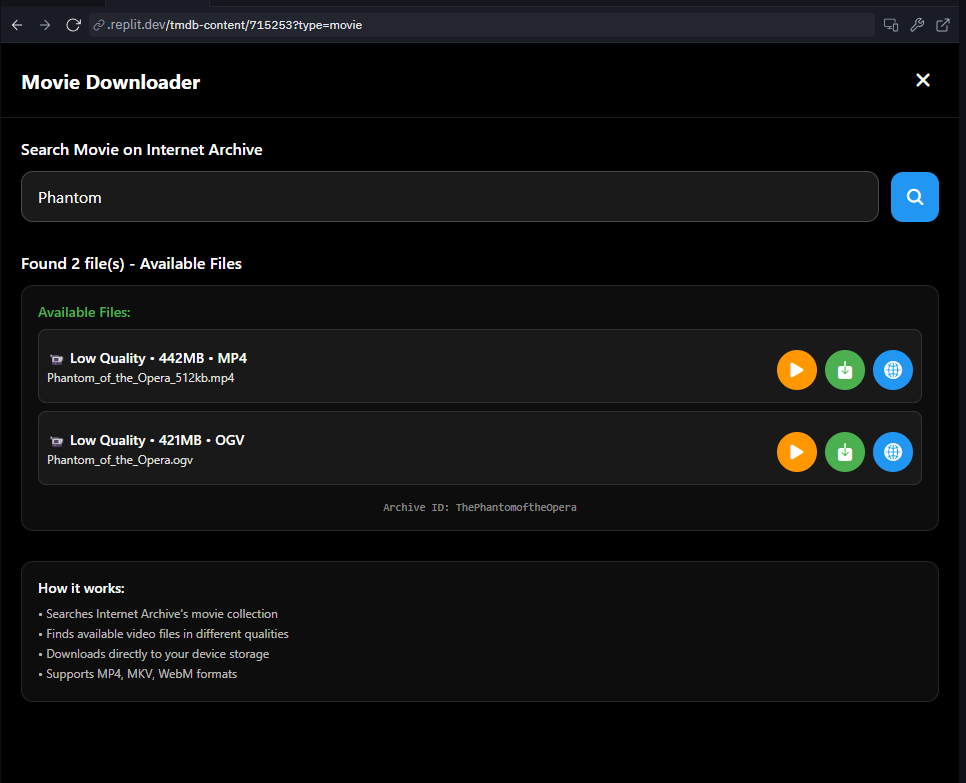 .replit.dev/tmdb-content/715253?type=movie
Movie Downloader
Search Movie on Internet Archive
Phantom
Found 2 file(s) - Available Files
Available Files:
Low Quality • 442MB • MP4
Phantom_of_the_Opera_512kb.mp4
Low Quality • 421MB • OGV
Phantom_of_the_Opera.ogv
Archive ID: ThePhantomoftheOpera
How it works:
• Searches Internet Archive's movie collection
• Finds available video files in different qualities
• Downloads directly to your device storage
• Supports MP4, MKV, WebM formats